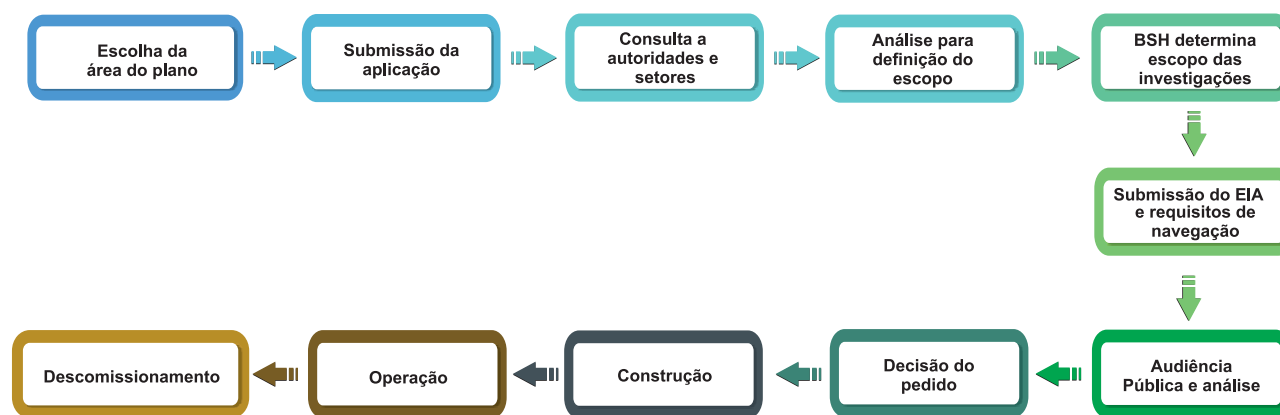 Escolha da
área do plano
Submissão da
aplicação
Consulta a
autoridades e
setores
Análise para
definição do
escopo
BSH determina
escopo das
investigações
Submissão do EIA
e requisitos de
navegação
Audiência
Pública e análise
Decisão do
pedido
Construção
Operação
Descomissionamento